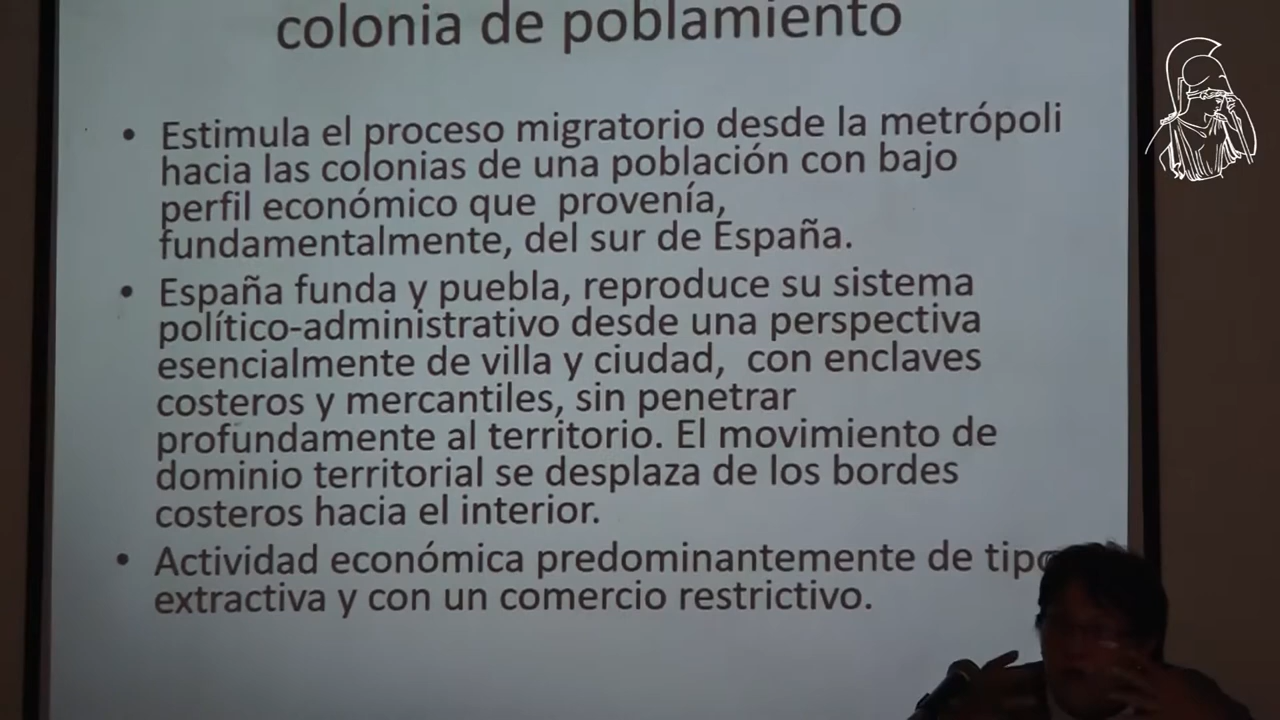 colonia de poblamiento
• Estimula el proceso migratorio desde la metrópoli
hacia las colonias de una población con bajo
perfil económico que provenía,
fundamentalmente, del sur de España.
• España funda y puebla, reproduce su sistema
político-administrativo desde una perspectiva
esencialmente de villa y ciudad, con enclaves
costeros y mercantiles, sin penetrar
profundamente al territorio. El movimiento de
dominio territorial se desplaza de los bordes
costeros hacia el interior.
• Actividad económica predominantemente de tipo
extractiva y con un comercio restrictivo.